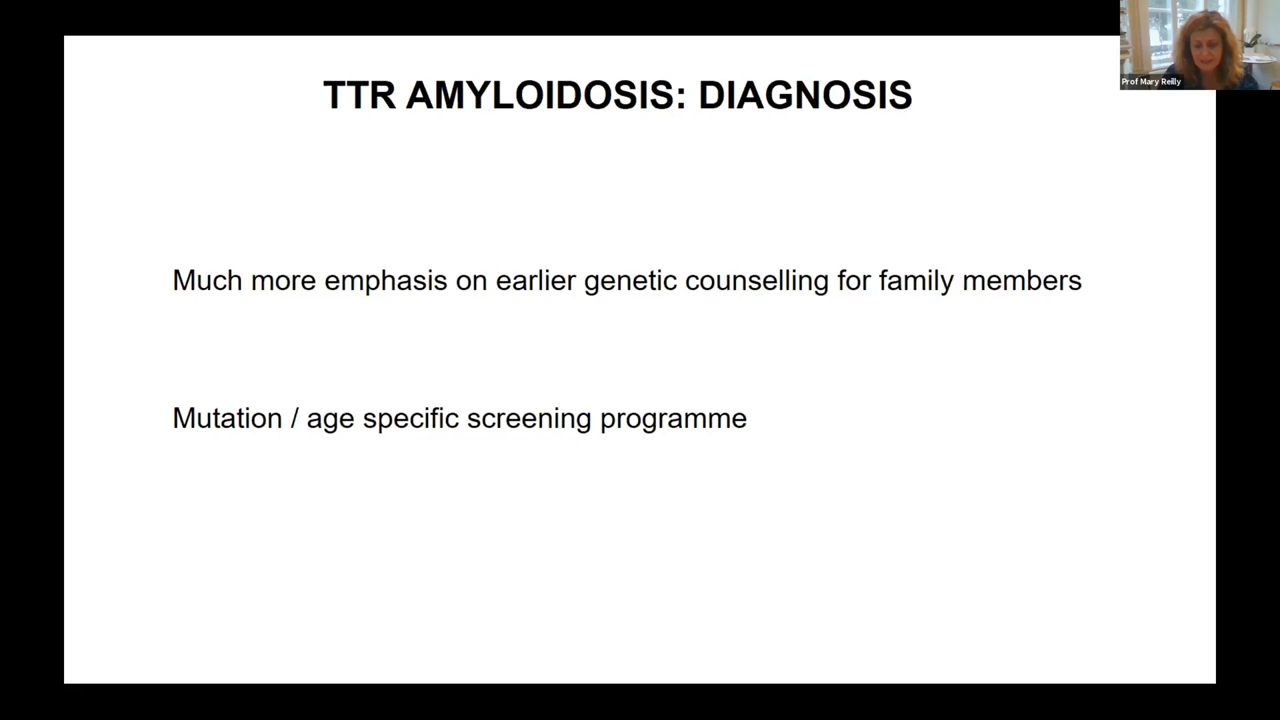 Prof Mary Reilly
TTR AMYLOIDOSIS: DIAGNOSIS
Much more emphasis on earlier genetic counselling for family members
Mutation / age specific screening programme